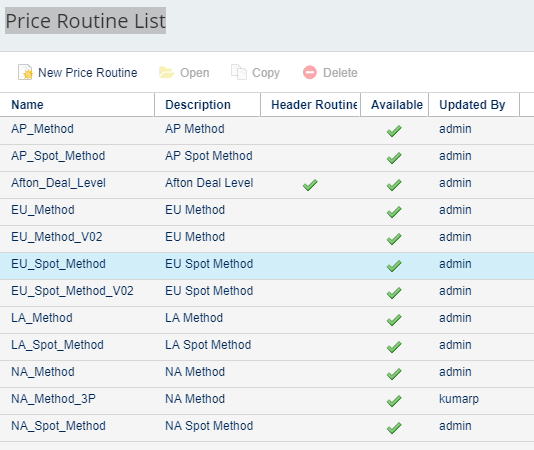 Price Routine List
New Price Routine Open Copy Delete
Name Description Header Routine Available Updated By
AP_Method AP Method admin
AP_Spot_Method AP Spot Method admin
Afton_Deal_Level Afton Deal Level admin
EU_Method EU Method admin
EU_Method_V02 EU Method admin
EU_Spot_Method EU Spot Method admin
EU_Spot_Method_V02 EU Spot Method admin
LA_Method LA Method admin
LA_Spot_Method LA Spot Method admin
NA_Method NA Method admin
NA_Method_3P NA Method kumarp
NA_Spot_Method NA Spot Method admin